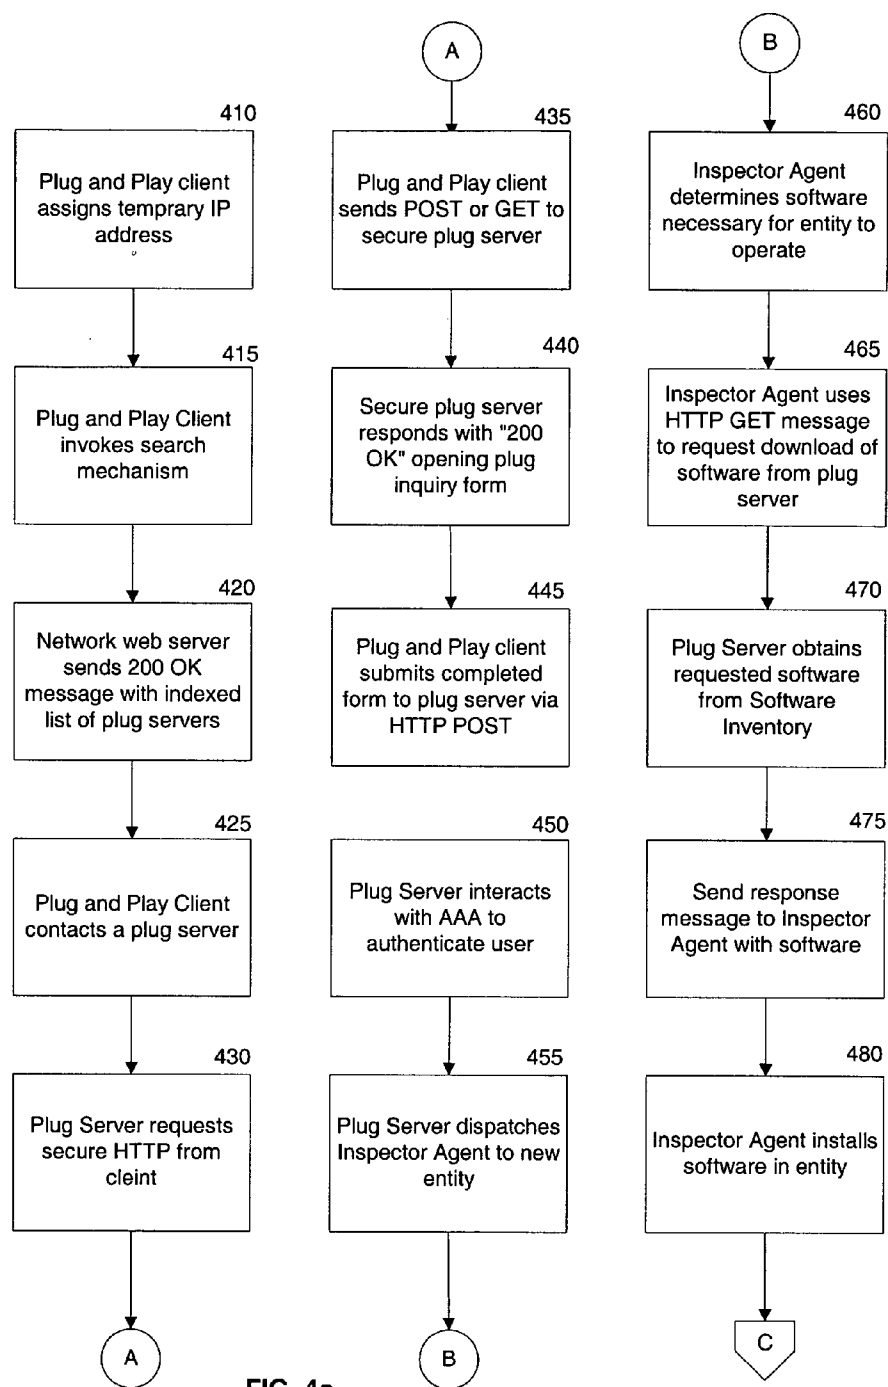 410
Plug and Play client
assigns temprary IP
address
415
Plug and Play Client
invokes search
mechanism
420
Network web server
sends 200 OK
message with indexed
list of plug servers
425
Plug and Play Client
contacts a plug server
430
Plug Server requests
secure HTTP from
cleint
A
A
435
Plug and Play client
sends POST or GET to
secure plug server
440
Secure plug server
responds with "200
OK" opening plug
inquiry form
445
Plug and Play client
submits completed
form to plug server via
HTTP POST
450
Plug Server interacts
with AAA to
authenticate user
455
Plug Server dispatches
Inspector Agent to new
entity
B
B
460
Inspector Agent
determines software
necessary for entity to
operate
465
Inspector Agent uses
HTTP GET message
to request download of
software from plug
server
470
Plug Server obtains
requested software
from Software
Inventory
475
Send response
message to Inspector
Agent with software
480
Inspector Agent installs
software in entity
C